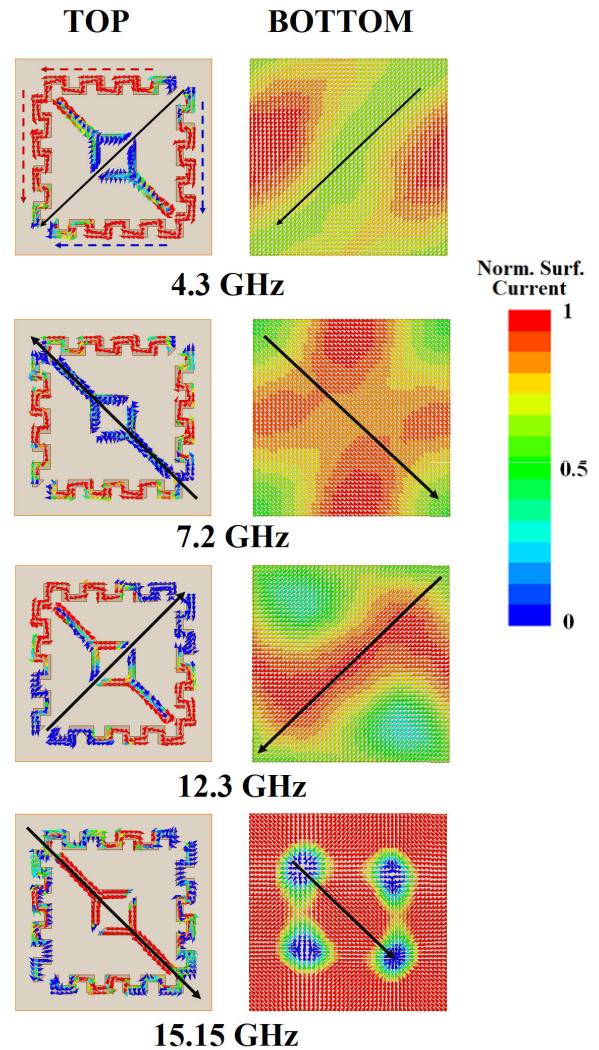 TOP
BOTTOM
4.3 GHz
Norm. Surf.
Current
1
0.5
0
7.2 GHz
12.3 GHz
15.15 GHz